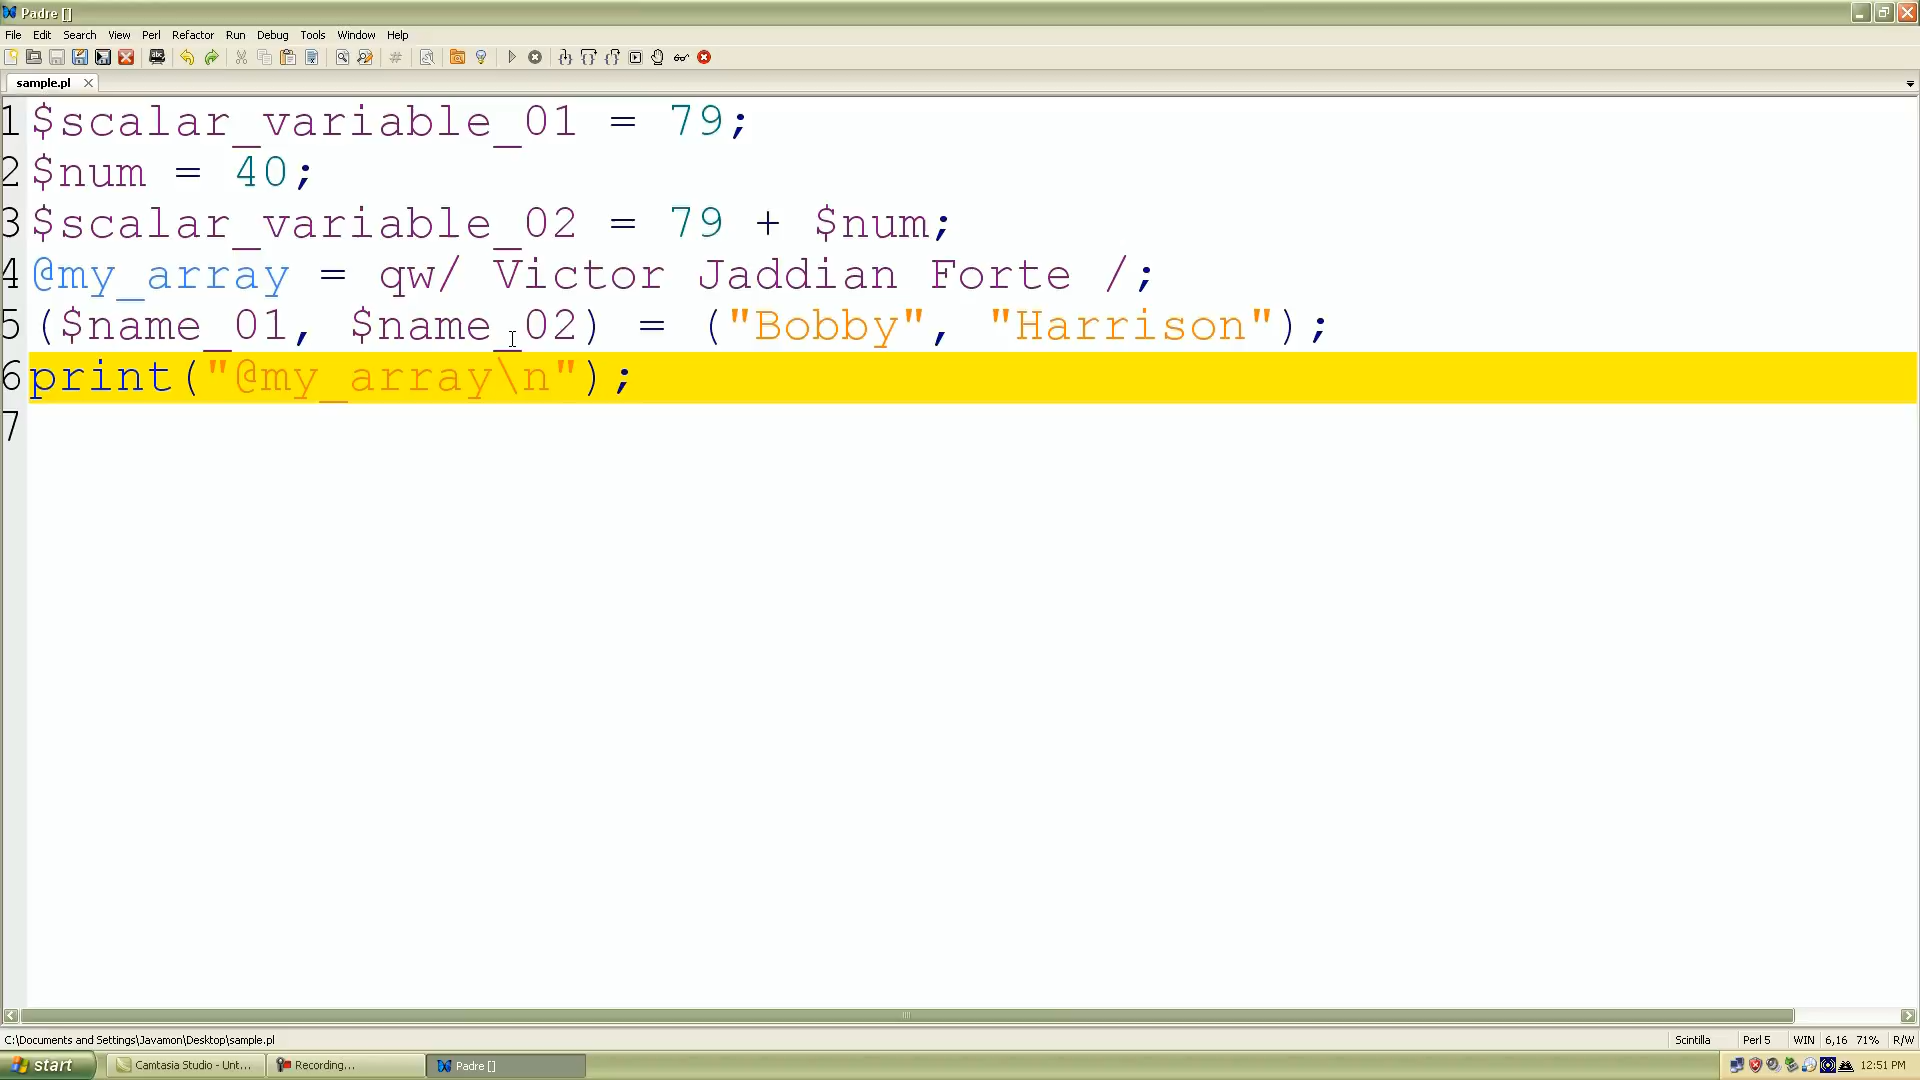 Padre []
File Edit Search View Perl Refactor Run Debug Tools Window Help
sample.pl
1 $scalar_variable_01 = 79;
2 $num = 40;
3 $scalar_variable_02 = 79 + $num;
4 @my_array = qw/ Victor Jaddian Forte /;
5 ($name_01, $name_02) = ("Bobby", "Harrison");
6 print("@my_array\n");
7
C:\Documents and Settings\Javamon\Desktop\sample.pl Scintilla Perl 5 WIN 6,16 71% R/W
start Camtasia Studio - Unt... Recording... Padre [] 12:51 PM